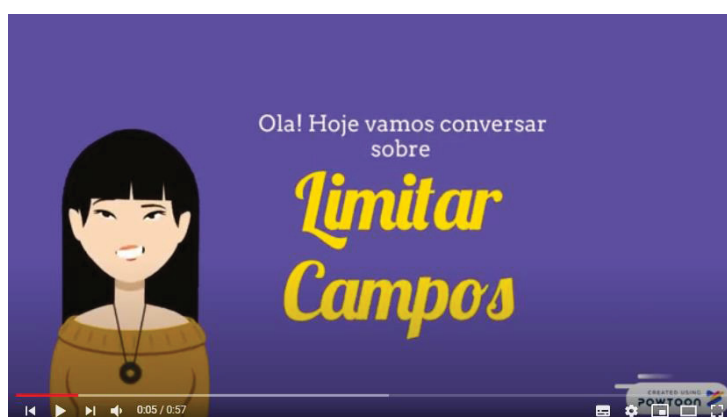 Ola! Hoje vamos conversar
sobre
Limitar
Campos
CREATED USING
POWTOON
0:05 / 0:57